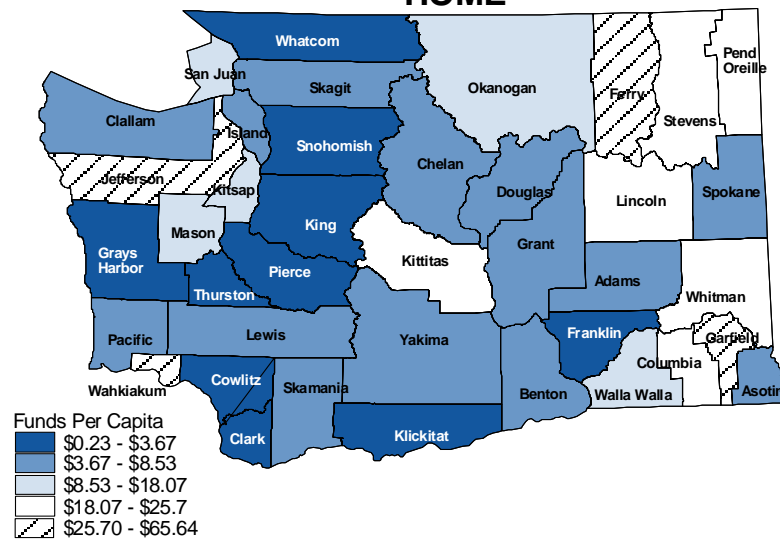 HOME
Whatcom
San Juan
Skagit
Okanogan
Ferry
Pend
Oreille
Stevens
Clallam
Island
Snohomish
Chelan
Douglas
Jefferson
Kitsap
Lincoln
Spokane
Mason
King
Grant
Grays
Harbor
Kittitas
Pierce
Adams
Thurston
Whitman
Pacific
Lewis
Yakima
Franklin
Garfield
Columbia
Wahkiakum
Cowlitz
Skamania
Benton
Walla Walla
Asotin
Clark
Klickitat
Funds Per Capita
$0.23 - $3.67
$3.67 - $8.53
$8.53 - $18.07
$18.07 - $25.7
$25.70 - $65.64